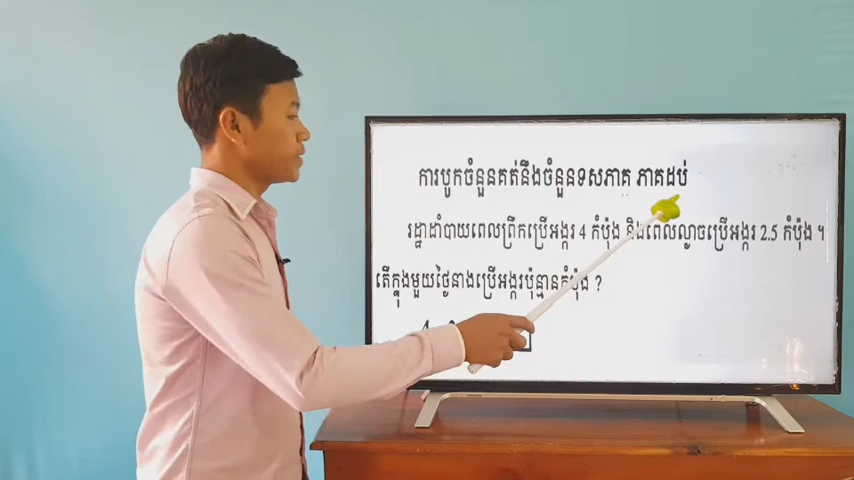 ការបូកចំនួនគត់នឹងចំនួនទសភាគ ភាគដប់
រដ្ឋាដាំបាយពេលព្រឹកប្រើអង្ករ 4 កំប៉ុង និងពេលល្ងាចប្រើអង្ករ 2.5 កំប៉ុង ។
តើក្នុងមួយថ្ងៃនាងប្រើអង្ករប៉ុន្មានកំប៉ុង ?